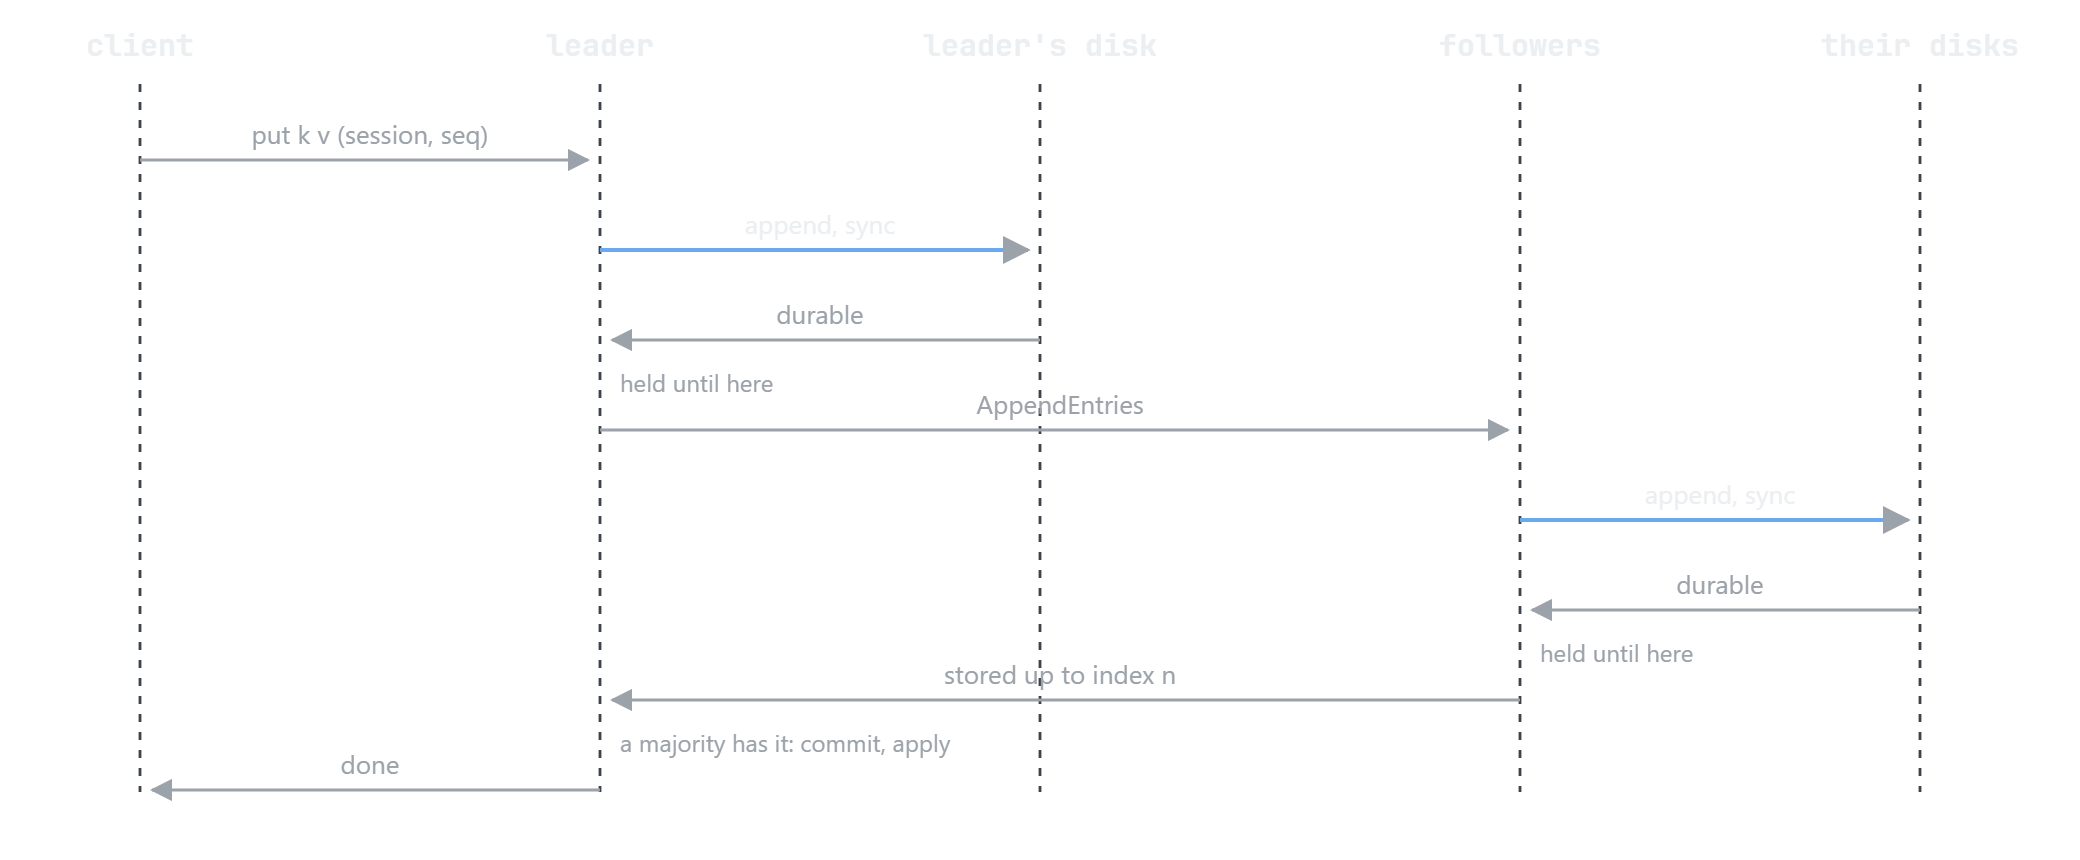 client
leader
leader's disk
followers
their disks
put k v (session, seq)
append, sync
durable
held until here
AppendEntries
append, sync
durable
held until here
stored up to index n
a majority has it: commit, apply
done